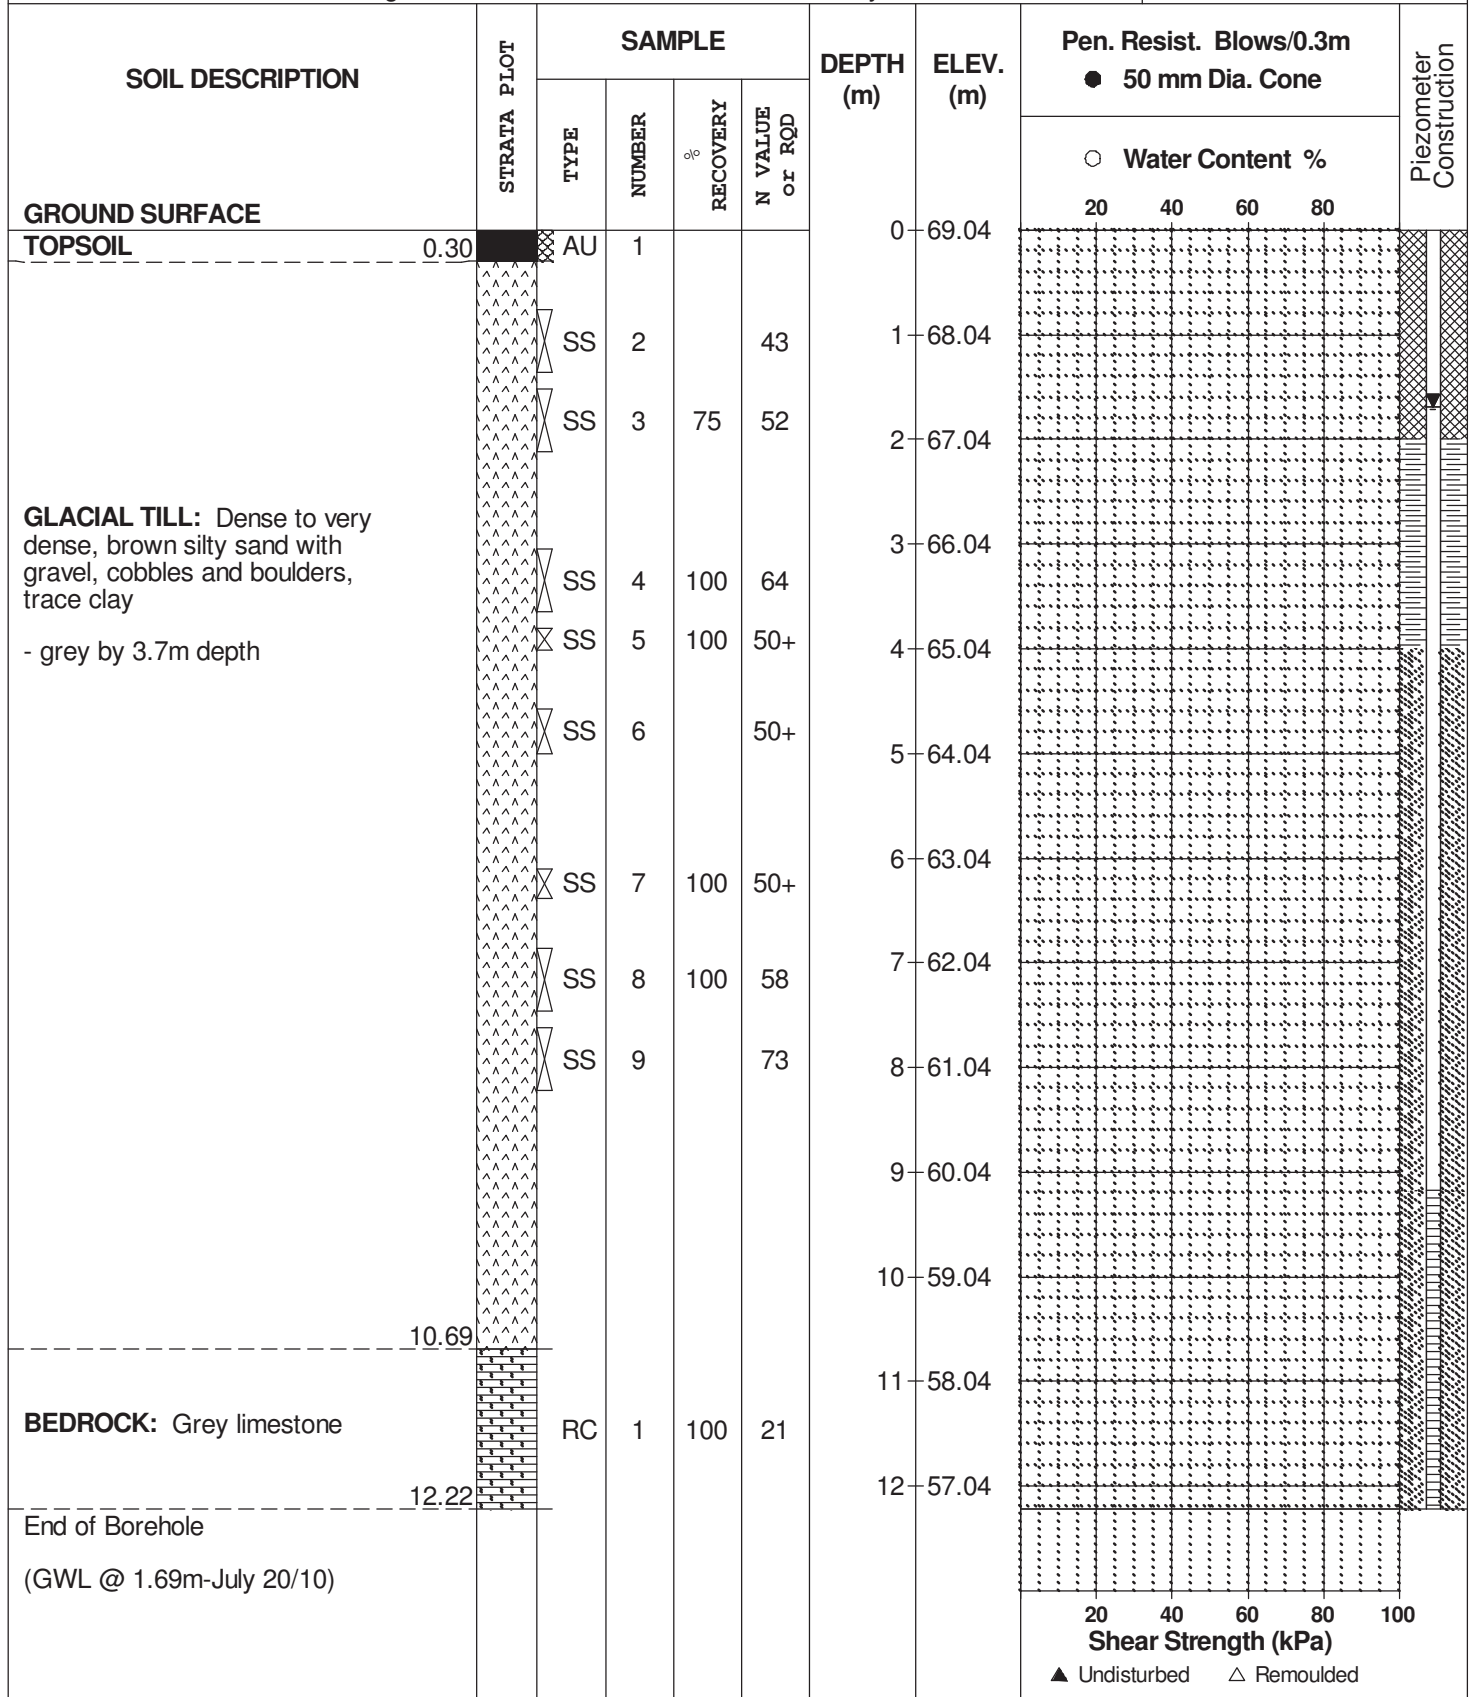 SOIL DESCRIPTION
STRATA PLOT
SAMPLE
TYPE
NUMBER
% RECOVERY
N VALUE or RQD
DEPTH (m)
ELEV. (m)
Pen. Resist. Blows/0.3m
● 50 mm Dia. Cone
○ Water Content %
Piezometer Construction
20 40 60 80
GROUND SURFACE
0 69.04
TOPSOIL 0.30 AU 1
SS 2 43
1 68.04
SS 3 75 52
2 67.04
GLACIAL TILL: Dense to very
dense, brown silty sand with
gravel, cobbles and boulders,
trace clay
3 66.04
SS 4 100 64
- grey by 3.7m depth
SS 5 100 50+
4 65.04
SS 6 50+
5 64.04
6 63.04
SS 7 100 50+
7 62.04
SS 8 100 58
SS 9 73
8 61.04
9 60.04
10 59.04
10.69
11 58.04
BEDROCK: Grey limestone
RC 1 100 21
12 57.04
12.22
End of Borehole
(GWL @ 1.69m-July 20/10)
20 40 60 80 100
Shear Strength (kPa)
▲ Undisturbed △ Remoulded